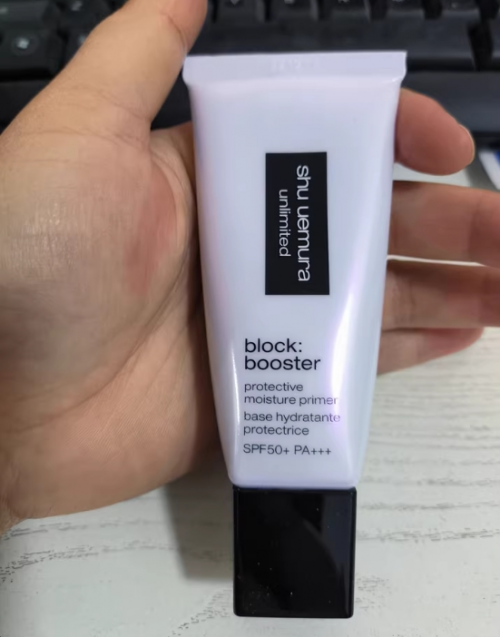 shu uemura
unlimited
block:
booster
protective
moisture primer
base hydratante
protectrice
SPF50+ PA+++